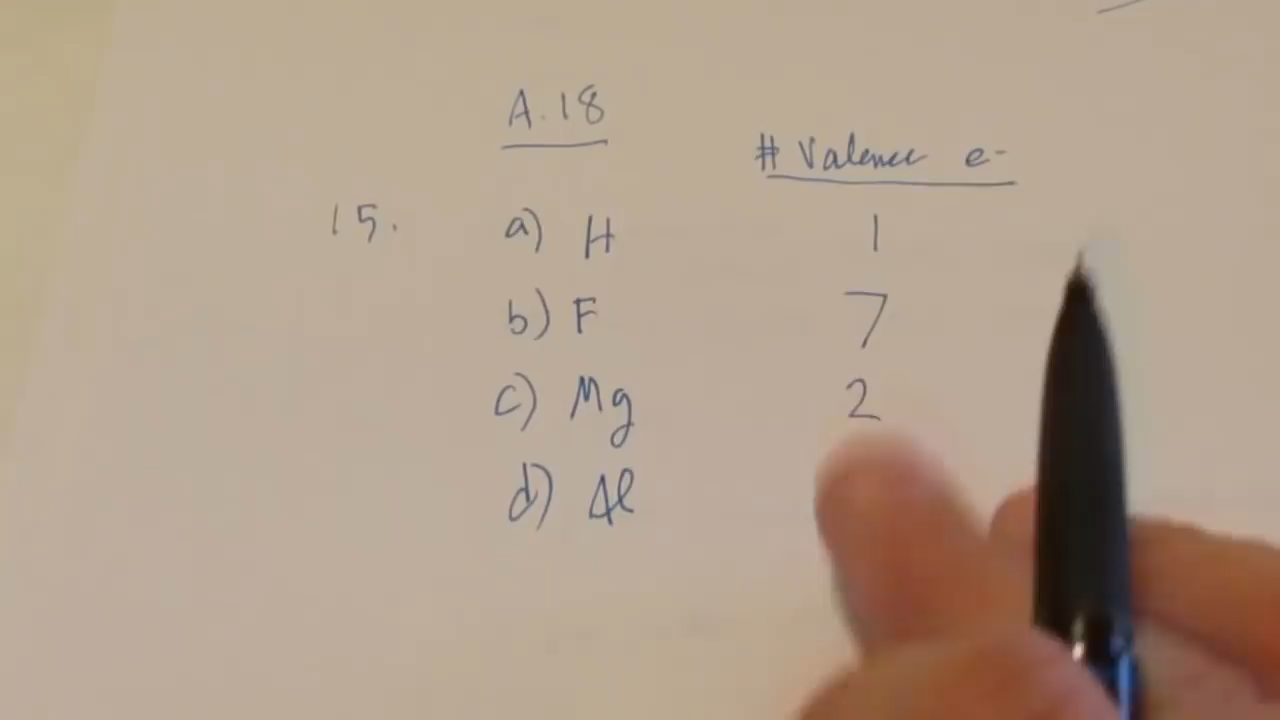 A.18
# Valence e-
15. a) H 1
b) F 7
c) Mg 2
d) Al